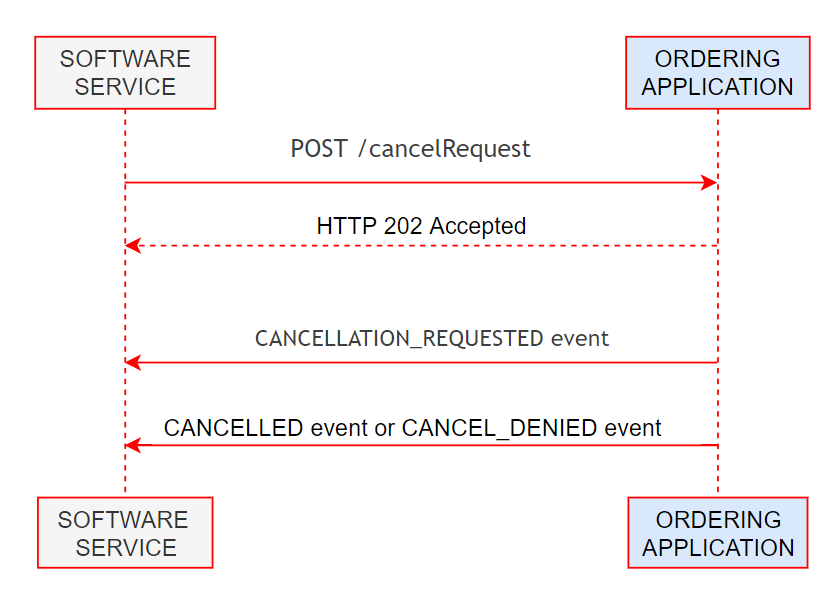 SOFTWARE
SERVICE
ORDERING
APPLICATION
POST /cancelRequest
HTTP 202 Accepted
CANCELLATION_REQUESTED event
CANCELLED event or CANCEL_DENIED event
SOFTWARE
SERVICE
ORDERING
APPLICATION